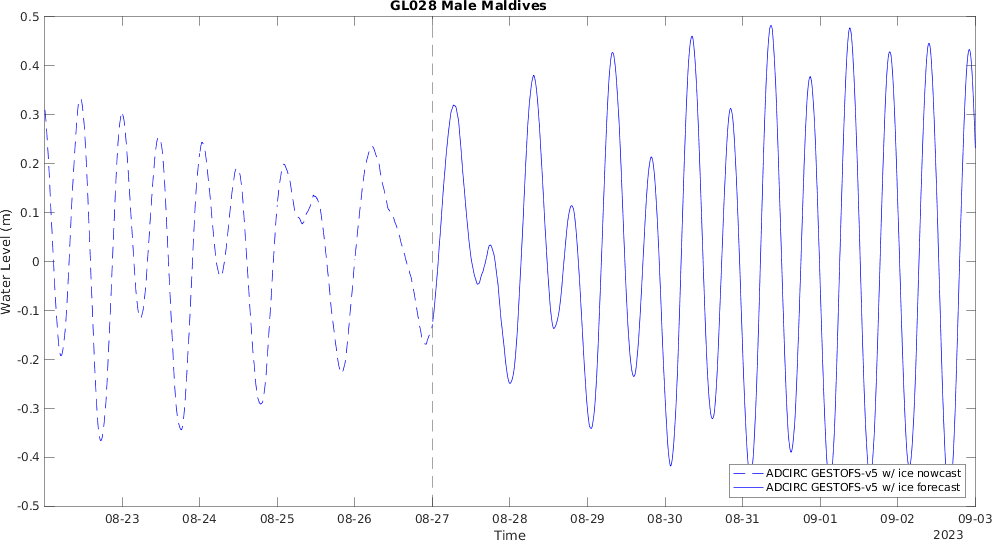 GL028 Male Maldives
0.5
0.4
0.3
0.2
0.1
0
-0.1
-0.2
-0.3
-0.4
-0.5
Water Level (m)
ADCIRC GESTOFS-v5 w/ ice nowcast
ADCIRC GESTOFS-v5 w/ ice forecast
08-23 08-24 08-25 08-26 08-27 08-28 08-29 08-30 08-31 09-01 09-02 09-03
Time
2023